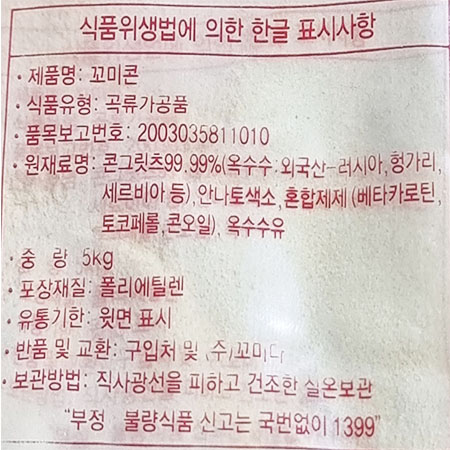 식품위생법에 의한 한글 표시사항
· 제품명: 꼬미콘
· 식품유형: 곡류가공품
· 품목보고번호: 2003035811010
· 원재료명: 콘그릿츠99.99%(옥수수·외국산-러시아,헝가리,
세르비아 등),안나토색소,혼합제제(베타카로틴,
토코페롤,콘오일), 옥수수유
· 중 량 5kg
· 포장재질: 폴리에틸렌
· 유통기한: 윗면 표시
· 반품 및 교환: 구입처 및 (주)꼬미다
· 보관방법: 직사광선을 피하고 건조한 실온보관
"부정 · 불량식품 신고는 국번없이 1399"